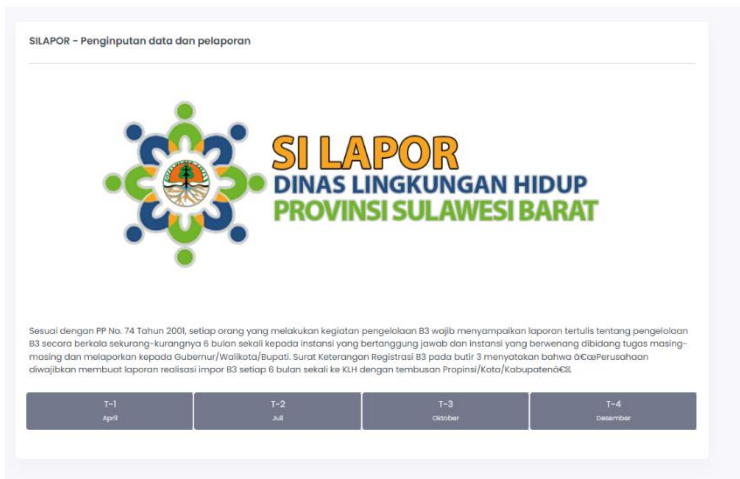 SILAPOR - Penginputan data dan pelaporan
SI LAPOR
DINAS LINGKUNGAN HIDUP
PROVINSI SULAWESI BARAT
Sesuai dengan PP No. 74 Tahun 2001, setiap orang yang melakukan kegiatan pengelolaan B3 wajib menyampaikan laporan tertulis tentang pengelolaan
B3 secara berkala sekurang-kurangnya 6 bulan sekali kepada instansi yang bertanggung jawab dan instansi yang berwenang dibidang tugas masing-
masing dan melaporkan kepada Gubernur/Walikota/Bupati. Surat Keterangan Registrasi B3 pada butir 3 menyatakan bahwa â€œPerusahaan
diwajibkan membuat laporan realisasi impor B3 setiap 6 bulan sekali ke KLH dengan tembusan Propinsi/Kota/Kabupatenâ€
T-1
April
T-2
Juli
T-3
Oktober
T-4
Desember